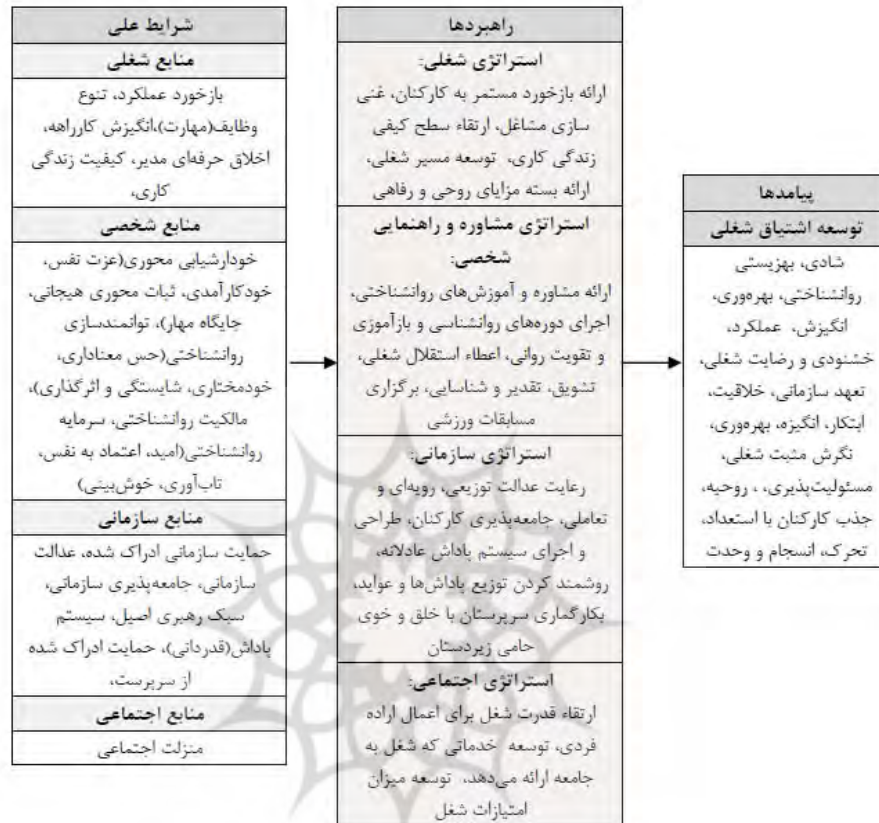 شرایط علی
منابع شغلی
بازخورد عملکرد، تنوع
وظایف(مهارت)،انگیزش کارراهه،
اخلاق حرفه‌ای مدیر، کیفیت زندگی
کاری،
منابع شخصی
خودارشیابی محوری(عزت نفس،
خودکارآمدی، ثبات محوری هیجانی،
جایگاه مهار)، توانمندسازی
روانشناختی(حس معناداری،
خودمختاری، شایستگی و اثرگذاری)،
مالکیت روانشناختی، سرمایه
روانشناختی(امید، اعتماد به نفس،
تاب‌آوری، خوش‌بینی)
منابع سازمانی
حمایت سازمانی ادراک شده، عدالت
سازمانی، جامعه‌پذیری سازمانی،
سبک رهبری اصیل، سیستم
پاداش(قدردانی)، حمایت ادراک شده
از سرپرست،
منابع اجتماعی
منزلت اجتماعی
راهبردها
استراتژی شغلی:
ارائه بازخورد مستمر به کارکنان، غنی
سازی مشاغل، ارتقاء سطح کیفی
زندگی کاری، توسعه مسیر شغلی،
ارائه بسته مزایای روحی و رفاهی
استراتژی مشاوره و راهنمایی
شخصی:
ارائه مشاوره و آموزش‌های روانشناختی،
اجرای دوره‌های روانشناسی و بازآموزی
و تقویت روانی، اعطاء استقلال شغلی،
تشویق، تقدیر و شناسایی، برگزاری
مسابقات ورزشی
استراتژی سازمانی:
رعایت عدالت توزیعی، رویه‌ای و
تعاملی، جامعه‌پذیری کارکنان، طراحی
و اجرای سیستم پاداش عادلانه،
روشمند کردن توزیع پاداش‌ها و عواید،
بکارگماری سرپرستان با خلق و خوی
حامی زیردستان
استراتژی اجتماعی:
ارتقاء قدرت شغل برای اعمال اراده
فردی، توسعه خدماتی که شغل به
جامعه ارائه می‌دهد، توسعه میزان
امتیازات شغل
پیامدها
توسعه اشتیاق شغلی
شادی، بهزیستی
روانشناختی، بهره‌وری،
انگیزش، عملکرد،
خشنودی و رضایت شغلی،
تعهد سازمانی، خلاقیت،
ابتکار، انگیزه، بهره‌وری،
نگرش مثبت شغلی،
مسئولیت‌پذیری، ، روحیه،
جذب کارکنان با استعداد،
تحرک، انسجام و وحدت